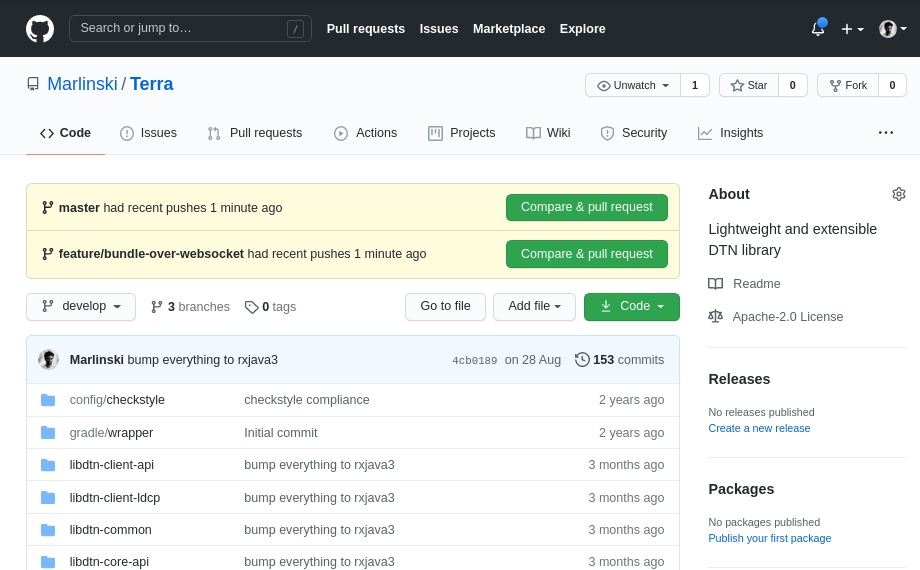 Search or jump to… / Pull requests Issues Marketplace Explore
Marlinski / Terra Unwatch 1 Star 0 Fork 0
Code Issues Pull requests Actions Projects Wiki Security Insights ···
master had recent pushes 1 minute ago Compare & pull request
feature/bundle-over-websocket had recent pushes 1 minute ago Compare & pull request
develop 3 branches 0 tags Go to file Add file Code
Marlinski bump everything to rxjava3 4cb0189 on 28 Aug 153 commits
config/checkstyle checkstyle compliance 2 years ago
gradle/wrapper Initial commit 2 years ago
libdtn-client-api bump everything to rxjava3 3 months ago
libdtn-client-ldcp bump everything to rxjava3 3 months ago
libdtn-common bump everything to rxjava3 3 months ago
libdtn-core-api bump everything to rxjava3 3 months ago
About
Lightweight and extensible
DTN library
Readme
Apache-2.0 License
Releases
No releases published
Create a new release
Packages
No packages published
Publish your first package